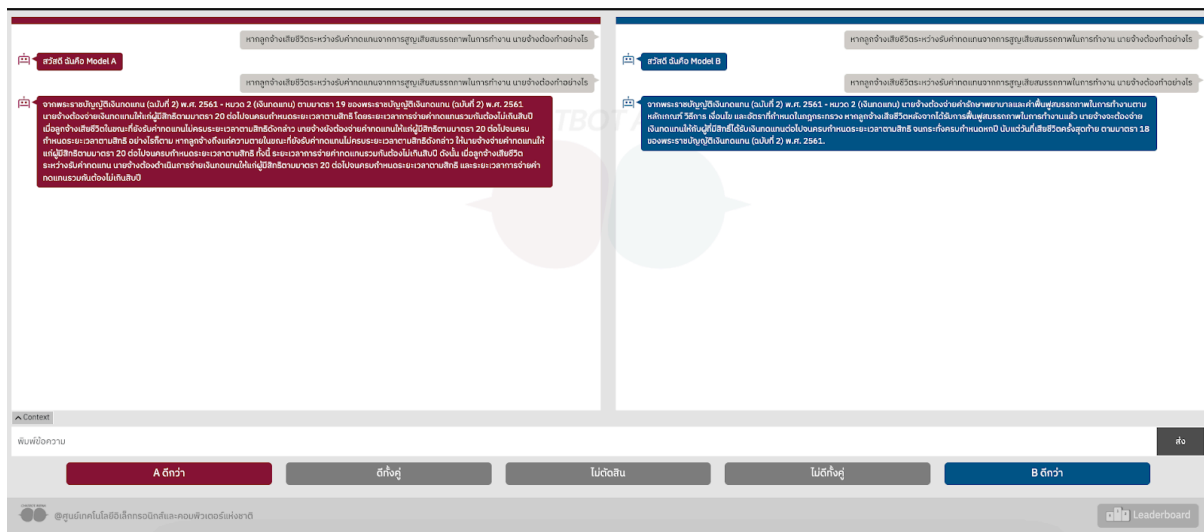 หากลูกจ้างเสียชีวิตระหว่างรับค่าทดแทนจากการสูญเสียสมรรถภาพในการทำงาน นายจ้างต้องทำอย่างไร
สวัสดี ฉันคือ Model A
หากลูกจ้างเสียชีวิตระหว่างรับค่าทดแทนจากการสูญเสียสมรรถภาพในการทำงาน นายจ้างต้องทำอย่างไร
จากพระราชบัญญัติเงินทดแทน (ฉบับที่ 2) พ.ศ. 2561 - หมวด 2 (เงินทดแทน) ตามมาตรา 19 ของพระราชบัญญัติเงินทดแทน (ฉบับที่ 2) พ.ศ. 2561
นายจ้างต้องจ่ายเงินทดแทนให้แก่ผู้มีสิทธิตามมาตรา 20 ต่อไปจนครบกำหนดระยะเวลาตามสิทธิ โดยระยะเวลาการจ่ายค่าทดแทนรวมกันต้องไม่เกินสิบปี
เมื่อลูกจ้างเสียชีวิตในขณะที่ยังรับค่าทดแทนไม่ครบระยะเวลาตามสิทธิดังกล่าว นายจ้างยังต้องจ่ายค่าทดแทนให้แก่ผู้มีสิทธิตามมาตรา 20 ต่อไปจนครบ
กำหนดระยะเวลาตามสิทธิ อย่างไรก็ตาม หากลูกจ้างถึงแก่ความตายในขณะที่ยังรับค่าทดแทนไม่ครบระยะเวลาตามสิทธิดังกล่าว ให้นายจ้างจ่ายค่าทดแทนให้
แก่ผู้มีสิทธิตามมาตรา 20 ต่อไปจนครบกำหนดระยะเวลาตามสิทธิ ทั้งนี้ ระยะเวลาการจ่ายค่าทดแทนรวมกันต้องไม่เกินสิบปี ดังนั้น เมื่อลูกจ้างเสียชีวิต
ระหว่างรับค่าทดแทน นายจ้างต้องดำเนินการจ่ายเงินทดแทนให้แก่ผู้มีสิทธิตามมาตรา 20 ต่อไปจนครบกำหนดระยะเวลาตามสิทธิ และระยะเวลาการจ่ายค่า
ทดแทนรวมกันต้องไม่เกินสิบปี
หากลูกจ้างเสียชีวิตระหว่างรับค่าทดแทนจากการสูญเสียสมรรถภาพในการทำงาน นายจ้างต้องทำอย่างไร
สวัสดี ฉันคือ Model B
หากลูกจ้างเสียชีวิตระหว่างรับค่าทดแทนจากการสูญเสียสมรรถภาพในการทำงาน นายจ้างต้องทำอย่างไร
จากพระราชบัญญัติเงินทดแทน (ฉบับที่ 2) พ.ศ. 2561 - หมวด 2 (เงินทดแทน) นายจ้างต้องจ่ายค่ารักษาพยาบาลและค่าฟื้นฟูสมรรถภาพในการทำงานตาม
หลักเกณฑ์ วิธีการ เงื่อนไข และอัตราที่กำหนดในกฎกระทรวง หากลูกจ้างเสียชีวิตหลังจากได้รับการฟื้นฟูสมรรถภาพในการทำงานแล้ว นายจ้างจะต้องจ่าย
เงินทดแทนให้กับผู้ที่มีสิทธิ์ได้รับเงินทดแทนต่อไปจนครบกำหนดระยะเวลาตามสิทธิ จนกระทั่งครบกำหนดหกปี นับแต่วันที่เสียชีวิตครั้งสุดท้าย ตามมาตรา 18
ของพระราชบัญญัติเงินทดแทน (ฉบับที่ 2) พ.ศ. 2561.
Context
พิมพ์ข้อความ
ส่ง
A ดีกว่า
ดีทั้งคู่
ไม่ตัดสิน
ไม่ดีทั้งคู่
B ดีกว่า
@ศูนย์เทคโนโลยีอิเล็กทรอนิกส์และคอมพิวเตอร์แห่งชาติ
Leaderboard